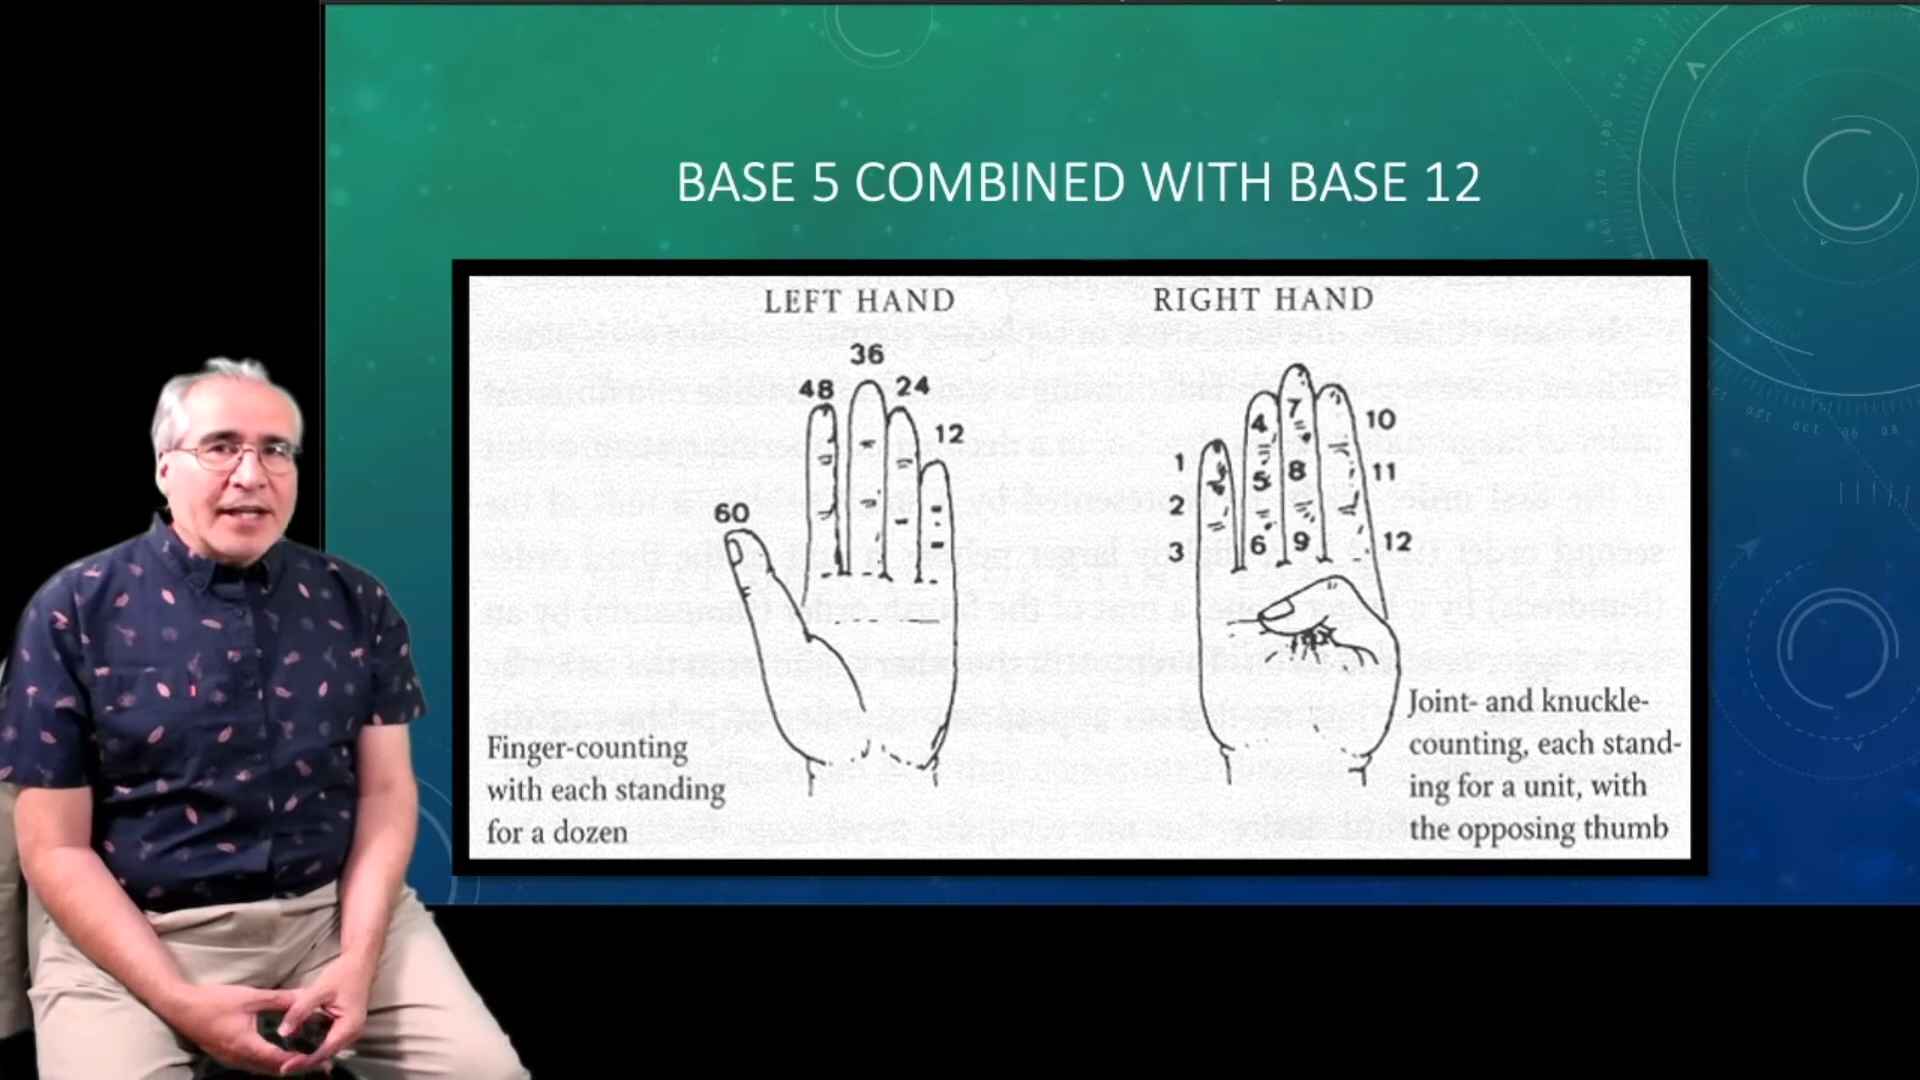 BASE 5 COMBINED WITH BASE 12
LEFT HAND
36
48
24
12
60
Finger-counting
with each standing
for a dozen
RIGHT HAND
1
2
3
4
5
6
7
8
9
10
11
12
Joint- and knuckle-
counting, each stand-
ing for a unit, with
the opposing thumb